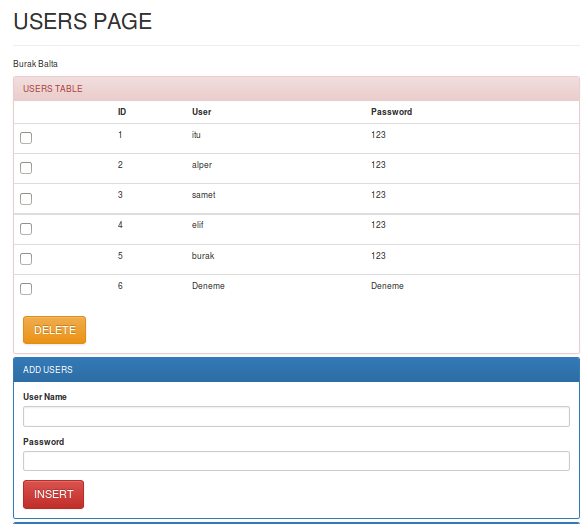 USERS PAGE
Burak Balta
USERS TABLE
ID User Password
1 itu 123
2 alper 123
3 samet 123
4 elif 123
5 burak 123
6 Deneme Deneme
DELETE
ADD USERS
User Name
Password
INSERT